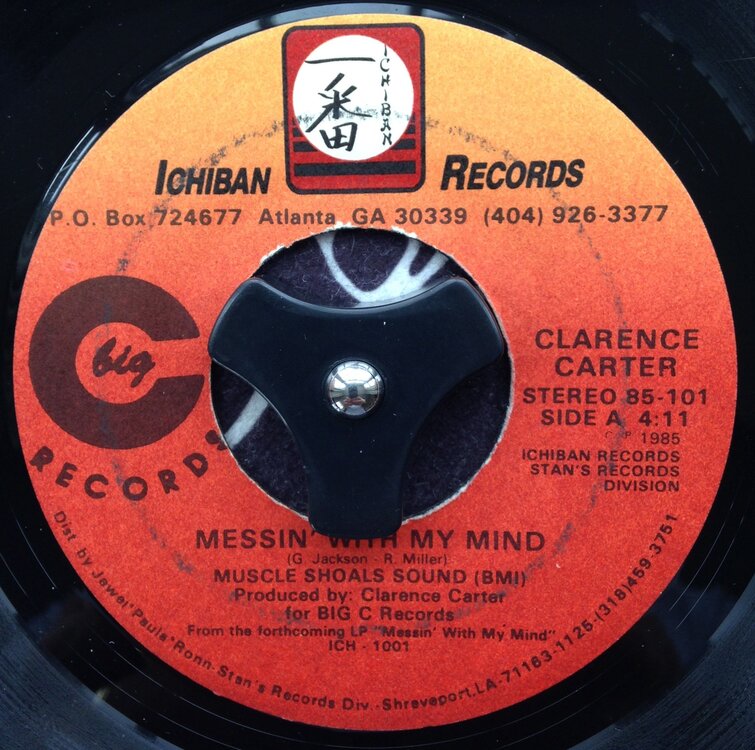 一番
ICHIBAN
ICHIBAN RECORDS
P.O. Box 724677 Atlanta GA 30339 (404) 926-3377
big C
RECORDS
CLARENCE
CARTER
STEREO 85-101
SIDE A 4:11
1985
ICHIBAN RECORDS
STAN'S RECORDS
DIVISION
MESSIN' WITH MY MIND
(G. Jackson - R. Miller)
MUSCLE SHOALS SOUND (BMI)
Produced by: Clarence Carter
for BIG C Records
From the forthcoming LP "Messin' With My Mind"
ICH - 1001
Dist. by Jewel*Paula*Ronn-Stan's Records Div.-Shreveport,LA-71163-1125-(318)459-3751